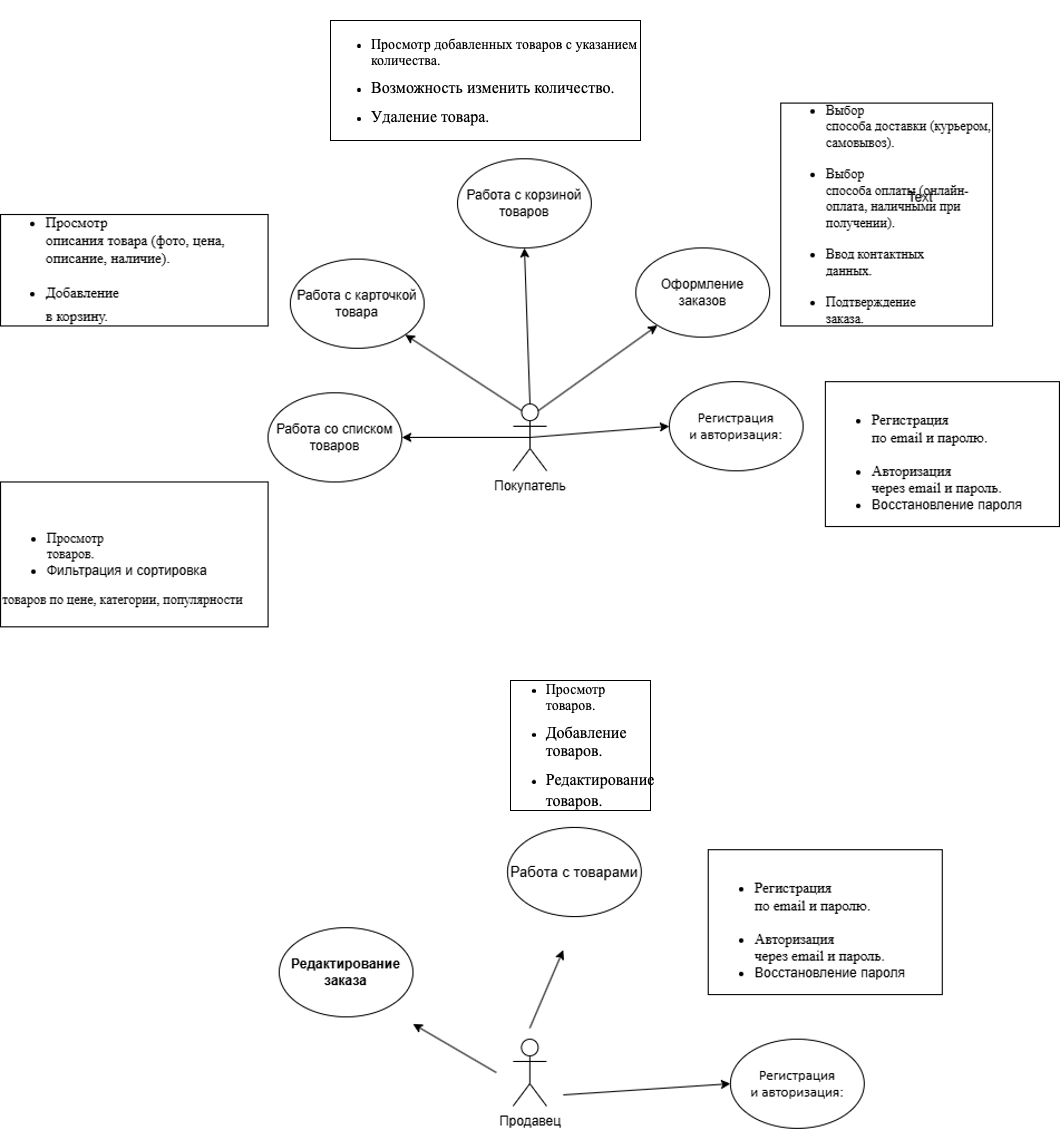 • Просмотр добавленных товаров с указанием
количества.
• Возможность изменить количество.
• Удаление товара.
• Выбор
способа доставки (курьером,
самовывоз).
• Выбор
способа оплаты (онлайн-
оплата, наличными при
получении).
Text
• Ввод контактных
данных.
• Подтверждение
заказа.
Работа с корзиной
товаров
• Просмотр
описания товара (фото, цена,
описание, наличие).
• Добавление
в корзину.
Работа с карточкой
товара
Оформление
заказов
Работа со списком
товаров
Регистрация
и авторизация:
• Регистрация
по email и паролю.
• Авторизация
через email и пароль.
• Восстановление пароля
Покупатель
• Просмотр
товаров.
• Фильтрация и сортировка
товаров по цене, категории, популярности
• Просмотр
товаров.
• Добавление
товаров.
• Редактирование
товаров.
Работа с товарами
• Регистрация
по email и паролю.
• Авторизация
через email и пароль.
• Восстановление пароля
Редактирование
заказа
Регистрация
и авторизация:
Продавец